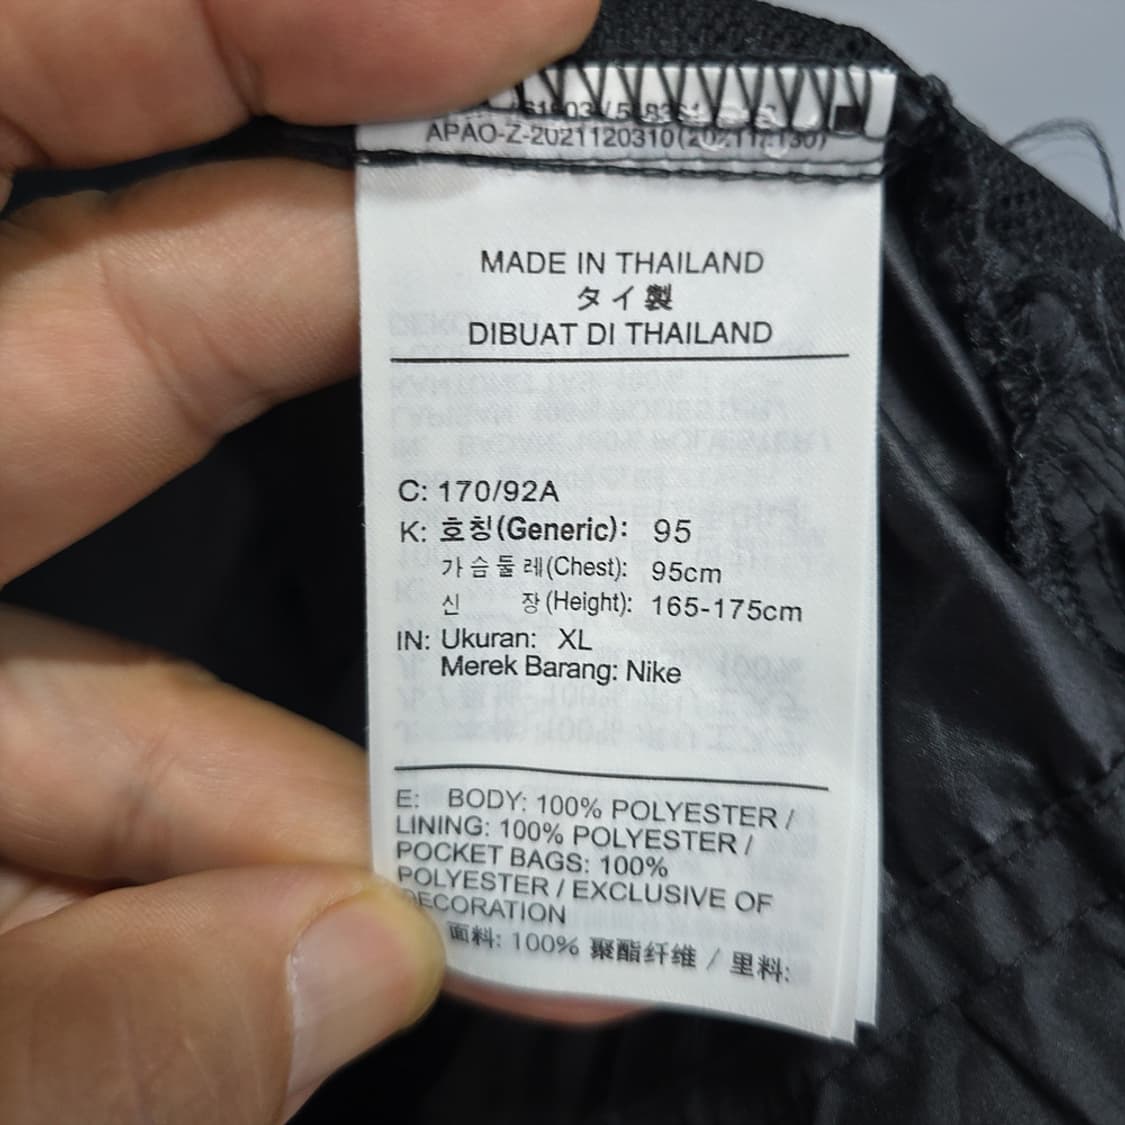 APAO-Z-2021120310(20211130)
MADE IN THAILAND
タイ製
DIBUAT DI THAILAND
C: 170/92A
K: 호칭(Generic): 95
가슴둘레(Chest): 95cm
신 장(Height): 165-175cm
IN: Ukuran: XL
Merek Barang: Nike
E: BODY: 100% POLYESTER /
LINING: 100% POLYESTER /
POCKET BAGS: 100%
POLYESTER / EXCLUSIVE OF
DECORATION
面料: 100% 聚酯纤维 / 里料: